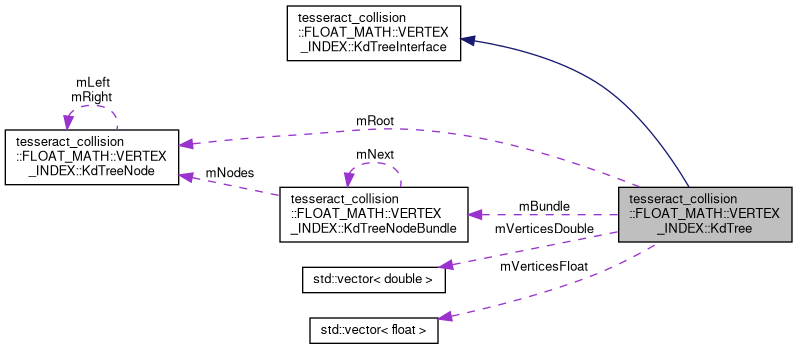 tesseract_collision
::FLOAT_MATH::VERTEX
_INDEX::KdTreeInterface
mLeft
mRight
mRoot
tesseract_collision
::FLOAT_MATH::VERTEX
_INDEX::KdTreeNode
mNodes
mNext
tesseract_collision
::FLOAT_MATH::VERTEX
_INDEX::KdTreeNodeBundle
mBundle
tesseract_collision
::FLOAT_MATH::VERTEX
_INDEX::KdTree
mVerticesDouble
std::vector< double >
mVerticesFloat
std::vector< float >